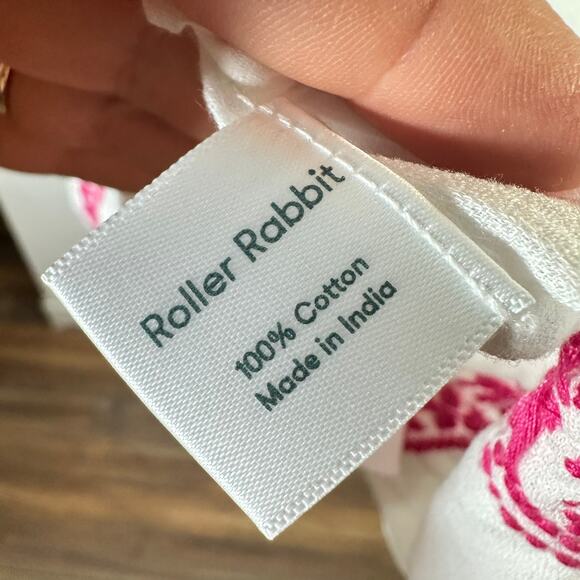 Roller Rabbit
100% Cotton
Made in India